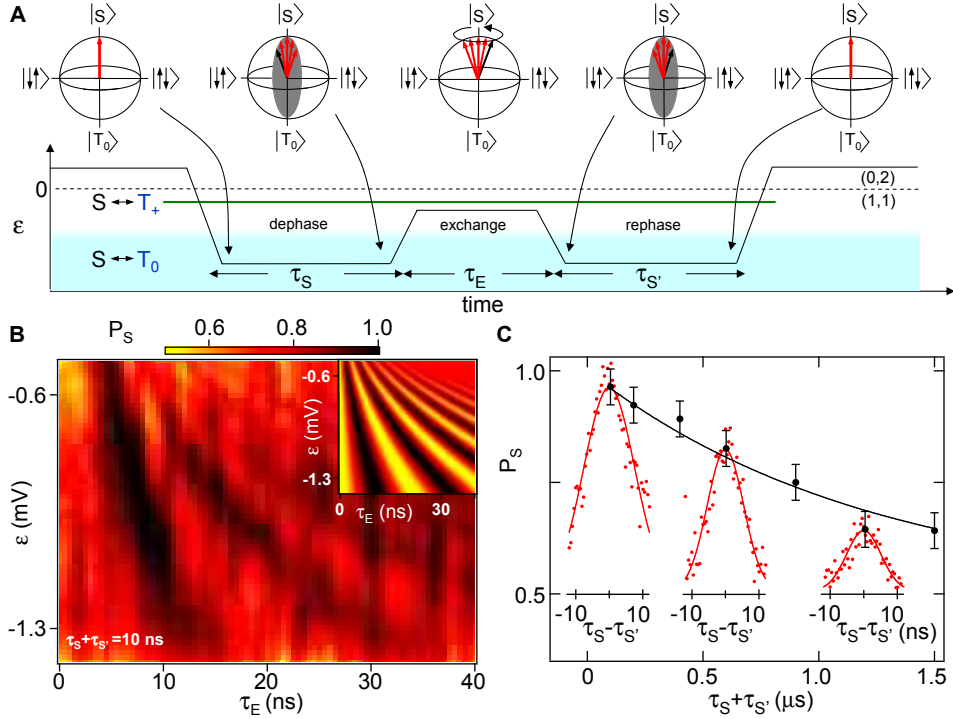 A
|S⟩ |S⟩ |S⟩ |S⟩ |S⟩
|↓↑⟩ |↑↓⟩ |↓↑⟩ |↑↓⟩ |↓↑⟩ |↑↓⟩ |↓↑⟩ |↑↓⟩ |↓↑⟩ |↑↓⟩
|T₀⟩ |T₀⟩ |T₀⟩ |T₀⟩
0
(0,2)
S ↔ T₊
(1,1)
ε
dephase exchange rephase
S ↔ T₀
τS τE τS'
time
B
PS 0.6 0.8 1.0
-0.6
ε (mV)
-1.3
-0.6
ε (mV)
-1.3
0 30
τE (ns)
τS+τS' =10 ns
0 10 20 30 40
τE (ns)
C
1.0
PS
0.5
-10 10 -10 10 -10 10
τS-τS' τS-τS' τS-τS' (ns)
0.0 0.5 1.0 1.5
τS+τS' (μs)